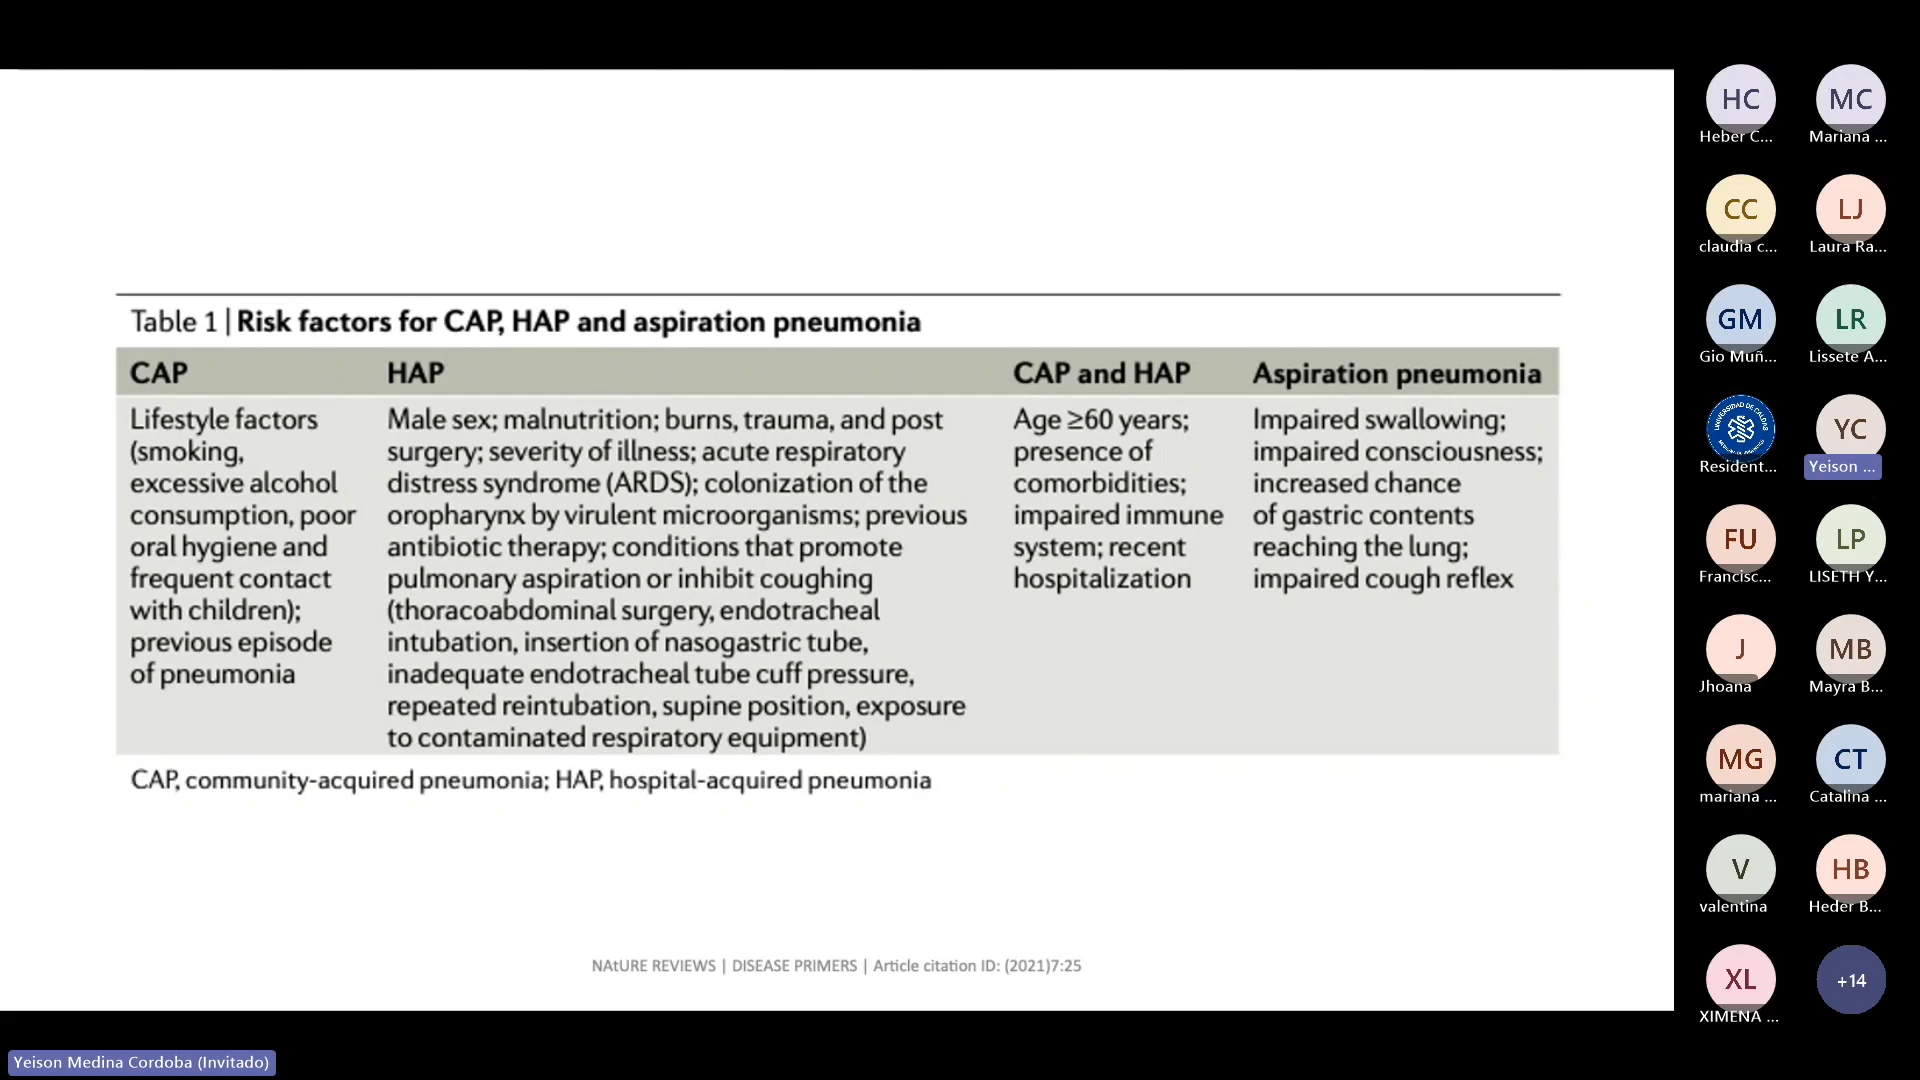 Table 1 | Risk factors for CAP, HAP and aspiration pneumonia
CAP
Lifestyle factors
(smoking,
excessive alcohol
consumption, poor
oral hygiene and
frequent contact
with children);
previous episode
of pneumonia
HAP
Male sex; malnutrition; burns, trauma, and post
surgery; severity of illness; acute respiratory
distress syndrome (ARDS); colonization of the
oropharynx by virulent microorganisms; previous
antibiotic therapy; conditions that promote
pulmonary aspiration or inhibit coughing
(thoracoabdominal surgery, endotracheal
intubation, insertion of nasogastric tube,
inadequate endotracheal tube cuff pressure,
repeated reintubation, supine position, exposure
to contaminated respiratory equipment)
CAP and HAP
Age ≥60 years;
presence of
comorbidities;
impaired immune
system; recent
hospitalization
Aspiration pneumonia
Impaired swallowing;
impaired consciousness;
increased chance
of gastric contents
reaching the lung;
impaired cough reflex
CAP, community-acquired pneumonia; HAP, hospital-acquired pneumonia
NAtURE REVIEWS | DISEASE PRIMERS | Article citation ID: (2021)7:25
HC
Heber C...
MC
Mariana ...
CC
claudia c...
LJ
Laura Ra...
GM
Gio Muñ...
LR
Lissete A...
UNIVERSIDAD DE CALDAS
Resident...
YC
Yeison ...
FU
Francisc...
LP
LISETH Y...
J
Jhoana
MB
Mayra B...
MG
mariana ...
CT
Catalina ...
V
valentina
HB
Heder B...
XL
XIMENA ...
+14
Yeison Medina Cordoba (Invitado)